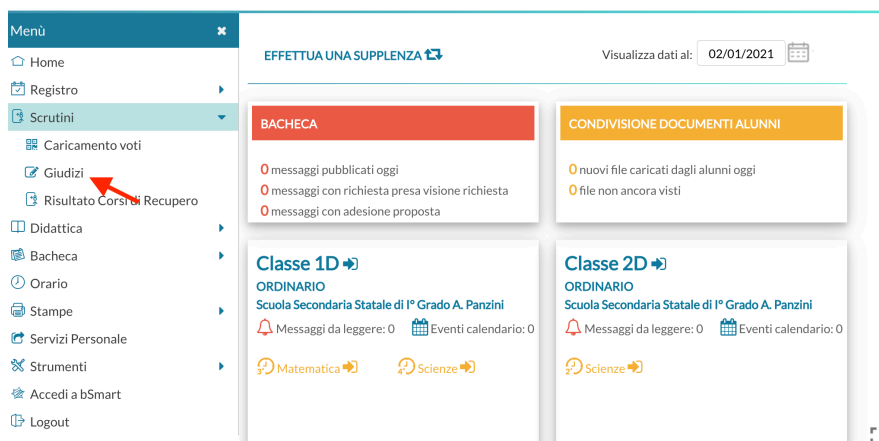 Menù
Home
Registro
Scrutini
Caricamento voti
Giudizi
Risultato Corsi di Recupero
Didattica
Bacheca
Orario
Stampe
Servizi Personale
Strumenti
Accedi a bSmart
Logout
EFFETTUA UNA SUPPLENZA
Visualizza dati al: 02/01/2021
BACHECA
0 messaggi pubblicati oggi
0 messaggi con richiesta presa visione richiesta
0 messaggi con adesione proposta
CONDIVISIONE DOCUMENTI ALUNNI
0 nuovi file caricati dagli alunni oggi
0 file non ancora visti
Classe 1D
ORDINARIO
Scuola Secondaria Statale di I° Grado A. Panzini
Messaggi da leggere: 0 Eventi calendario: 0
3° Matematica 4° Scienze
Classe 2D
ORDINARIO
Scuola Secondaria Statale di I° Grado A. Panzini
Messaggi da leggere: 0 Eventi calendario: 0
2° Scienze